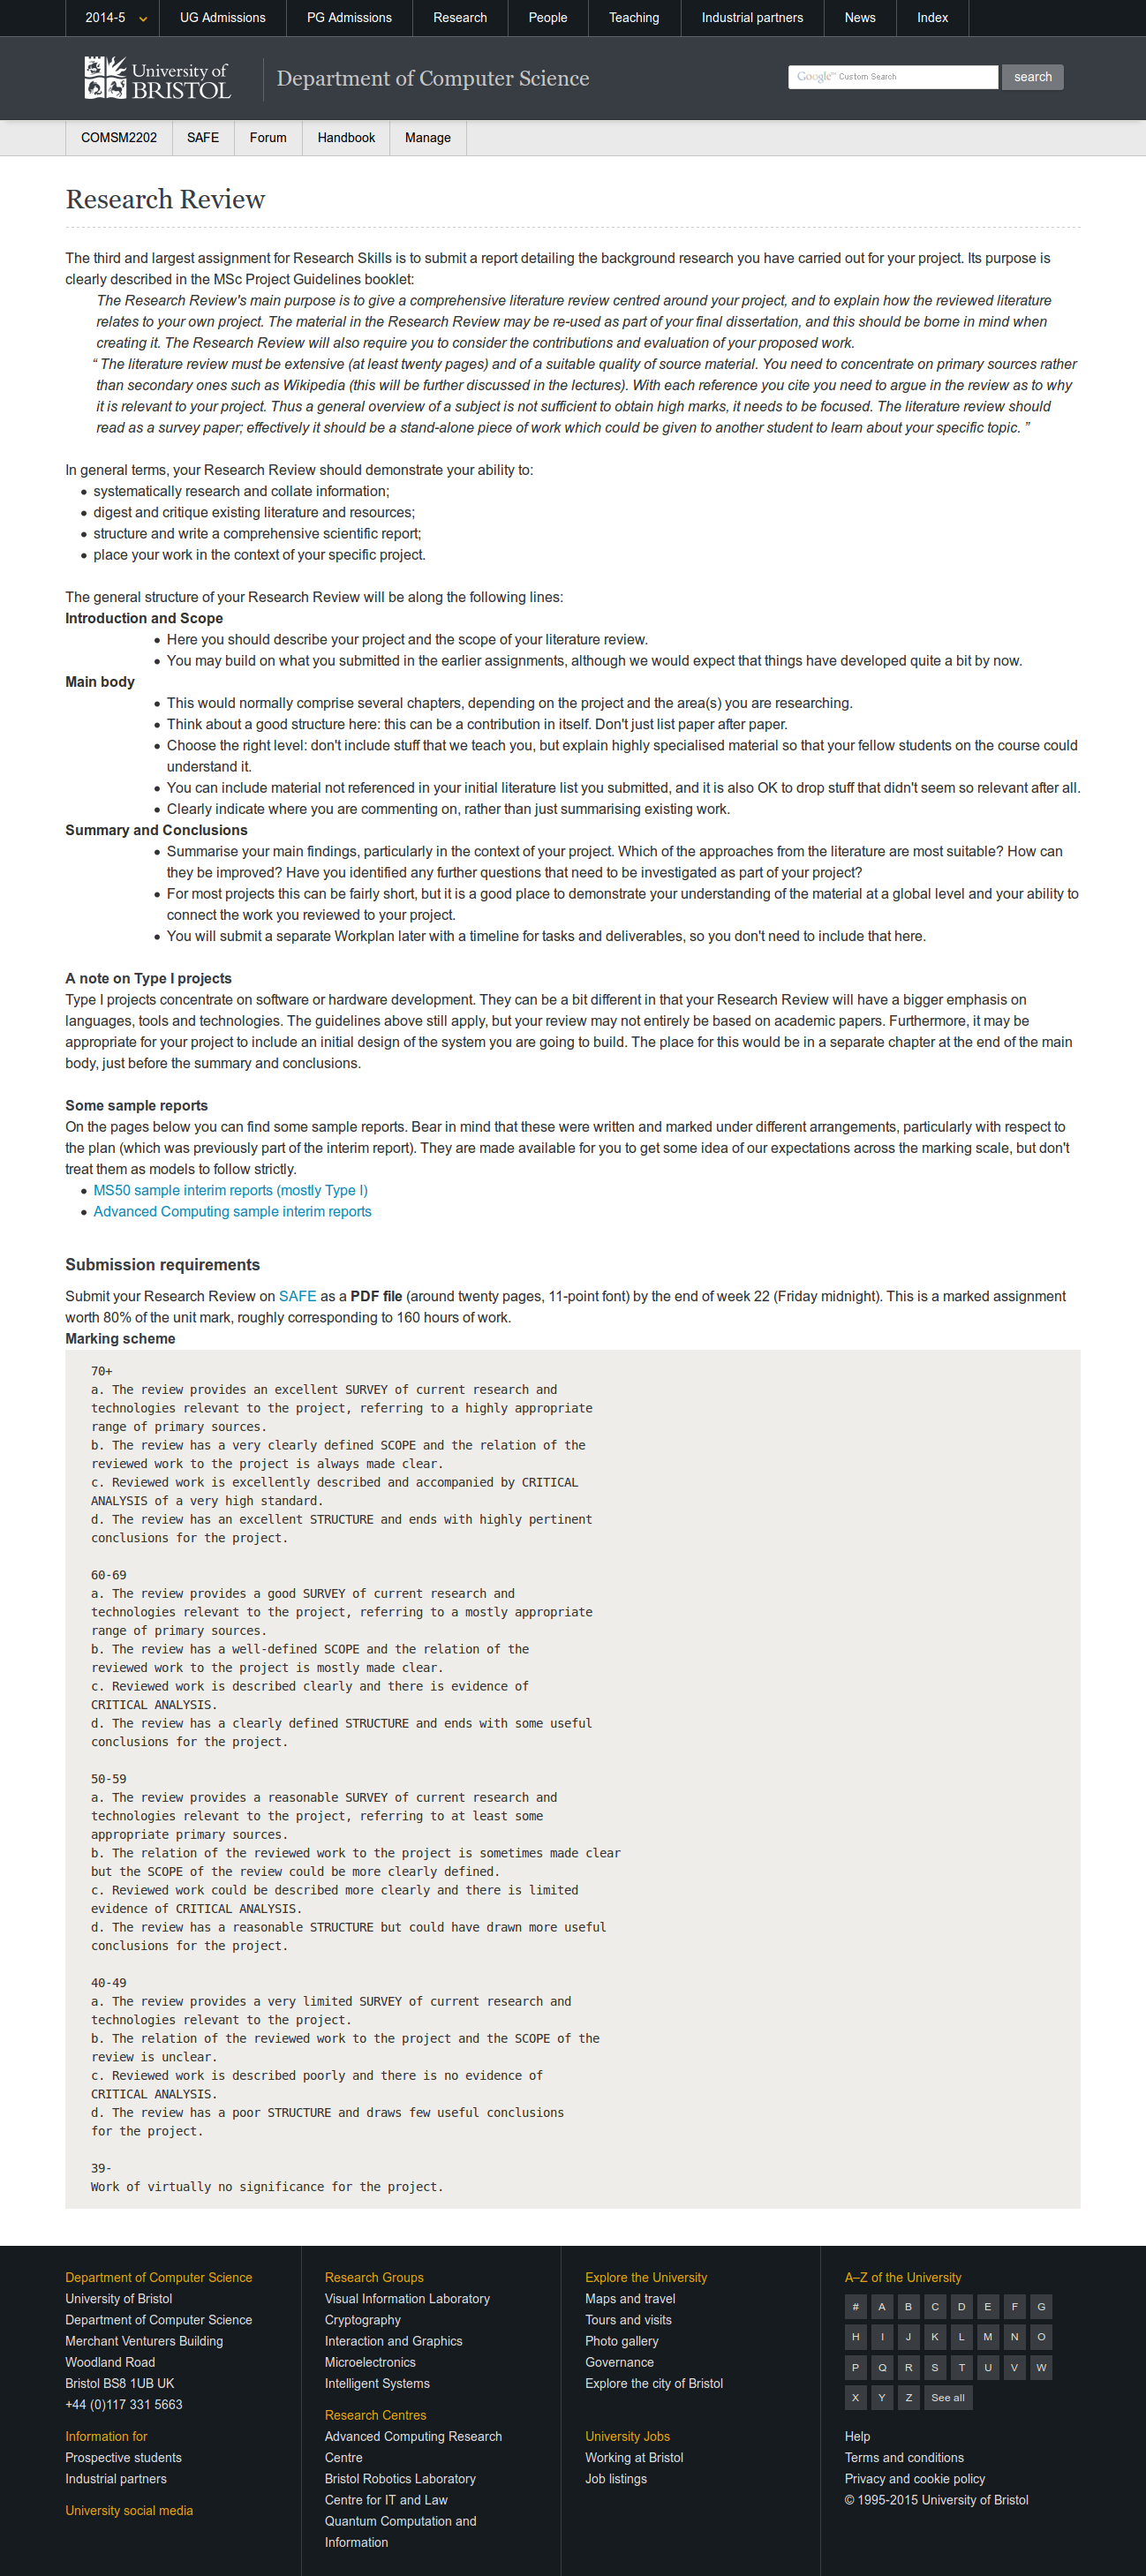 2014-5
UG Admissions
PG Admissions
Research
People
Teaching
Industrial partners
News
Index
University of
BRISTOL
Department of Computer Science
Google™ Custom Search
search
COMSM2202
SAFE
Forum
Handbook
Manage
Research Review
The third and largest assignment for Research Skills is to submit a report detailing the background research you have carried out for your project. Its purpose is
clearly described in the MSc Project Guidelines booklet:
The Research Review's main purpose is to give a comprehensive literature review centred around your project, and to explain how the reviewed literature
relates to your own project. The material in the Research Review may be re-used as part of your final dissertation, and this should be borne in mind when
creating it. The Research Review will also require you to consider the contributions and evaluation of your proposed work.
“ The literature review must be extensive (at least twenty pages) and of a suitable quality of source material. You need to concentrate on primary sources rather
than secondary ones such as Wikipedia (this will be further discussed in the lectures). With each reference you cite you need to argue in the review as to why
it is relevant to your project. Thus a general overview of a subject is not sufficient to obtain high marks, it needs to be focused. The literature review should
read as a survey paper; effectively it should be a stand-alone piece of work which could be given to another student to learn about your specific topic. ”
In general terms, your Research Review should demonstrate your ability to:
• systematically research and collate information;
• digest and critique existing literature and resources;
• structure and write a comprehensive scientific report;
• place your work in the context of your specific project.
The general structure of your Research Review will be along the following lines:
Introduction and Scope
• Here you should describe your project and the scope of your literature review.
• You may build on what you submitted in the earlier assignments, although we would expect that things have developed quite a bit by now.
Main body
• This would normally comprise several chapters, depending on the project and the area(s) you are researching.
• Think about a good structure here: this can be a contribution in itself. Don't just list paper after paper.
• Choose the right level: don't include stuff that we teach you, but explain highly specialised material so that your fellow students on the course could
understand it.
• You can include material not referenced in your initial literature list you submitted, and it is also OK to drop stuff that didn't seem so relevant after all.
• Clearly indicate where you are commenting on, rather than just summarising existing work.
Summary and Conclusions
• Summarise your main findings, particularly in the context of your project. Which of the approaches from the literature are most suitable? How can
they be improved? Have you identified any further questions that need to be investigated as part of your project?
• For most projects this can be fairly short, but it is a good place to demonstrate your understanding of the material at a global level and your ability to
connect the work you reviewed to your project.
• You will submit a separate Workplan later with a timeline for tasks and deliverables, so you don't need to include that here.
A note on Type I projects
Type I projects concentrate on software or hardware development. They can be a bit different in that your Research Review will have a bigger emphasis on
languages, tools and technologies. The guidelines above still apply, but your review may not entirely be based on academic papers. Furthermore, it may be
appropriate for your project to include an initial design of the system you are going to build. The place for this would be in a separate chapter at the end of the main
body, just before the summary and conclusions.
Some sample reports
On the pages below you can find some sample reports. Bear in mind that these were written and marked under different arrangements, particularly with respect to
the plan (which was previously part of the interim report). They are made available for you to get some idea of our expectations across the marking scale, but don't
treat them as models to follow strictly.
• MS50 sample interim reports (mostly Type I)
• Advanced Computing sample interim reports
Submission requirements
Submit your Research Review on SAFE as a PDF file (around twenty pages, 11-point font) by the end of week 22 (Friday midnight). This is a marked assignment
worth 80% of the unit mark, roughly corresponding to 160 hours of work.
Marking scheme
70+
a. The review provides an excellent SURVEY of current research and
technologies relevant to the project, referring to a highly appropriate
range of primary sources.
b. The review has a very clearly defined SCOPE and the relation of the
reviewed work to the project is always made clear.
c. Reviewed work is excellently described and accompanied by CRITICAL
ANALYSIS of a very high standard.
d. The review has an excellent STRUCTURE and ends with highly pertinent
conclusions for the project.
60-69
a. The review provides a good SURVEY of current research and
technologies relevant to the project, referring to a mostly appropriate
range of primary sources.
b. The review has a well-defined SCOPE and the relation of the
reviewed work to the project is mostly made clear.
c. Reviewed work is described clearly and there is evidence of
CRITICAL ANALYSIS.
d. The review has a clearly defined STRUCTURE and ends with some useful
conclusions for the project.
50-59
a. The review provides a reasonable SURVEY of current research and
technologies relevant to the project, referring to at least some
appropriate primary sources.
b. The relation of the reviewed work to the project is sometimes made clear
but the SCOPE of the review could be more clearly defined.
c. Reviewed work could be described more clearly and there is limited
evidence of CRITICAL ANALYSIS.
d. The review has a reasonable STRUCTURE but could have drawn more useful
conclusions for the project.
40-49
a. The review provides a very limited SURVEY of current research and
technologies relevant to the project.
b. The relation of the reviewed work to the project and the SCOPE of the
review is unclear.
c. Reviewed work is described poorly and there is no evidence of
CRITICAL ANALYSIS.
d. The review has a poor STRUCTURE and draws few useful conclusions
for the project.
39-
Work of virtually no significance for the project.
Department of Computer Science
University of Bristol
Department of Computer Science
Merchant Venturers Building
Woodland Road
Bristol BS8 1UB UK
+44 (0)117 331 5663
Information for
Prospective students
Industrial partners
University social media
Research Groups
Visual Information Laboratory
Cryptography
Interaction and Graphics
Microelectronics
Intelligent Systems
Research Centres
Advanced Computing Research
Centre
Bristol Robotics Laboratory
Centre for IT and Law
Quantum Computation and
Information
Explore the University
Maps and travel
Tours and visits
Photo gallery
Governance
Explore the city of Bristol
University Jobs
Working at Bristol
Job listings
A–Z of the University
# A B C D E F G
H I J K L M N O
P Q R S T U V W
X Y Z See all
Help
Terms and conditions
Privacy and cookie policy
© 1995-2015 University of Bristol